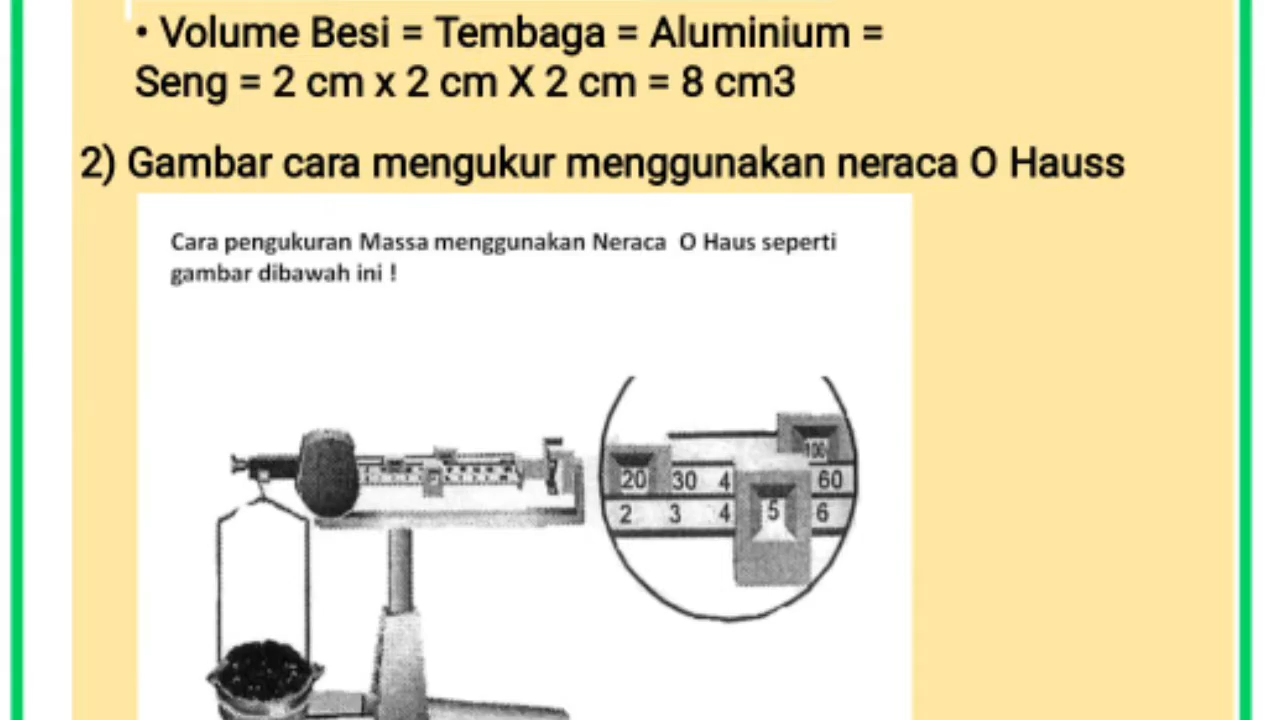 • Volume Besi = Tembaga = Aluminium =
Seng = 2 cm x 2 cm X 2 cm = 8 cm3
2) Gambar cara mengukur menggunakan neraca O Hauss
Cara pengukuran Massa menggunakan Neraca O Haus seperti
gambar dibawah ini !
100
20 30 4 60
2 3 4 5 6